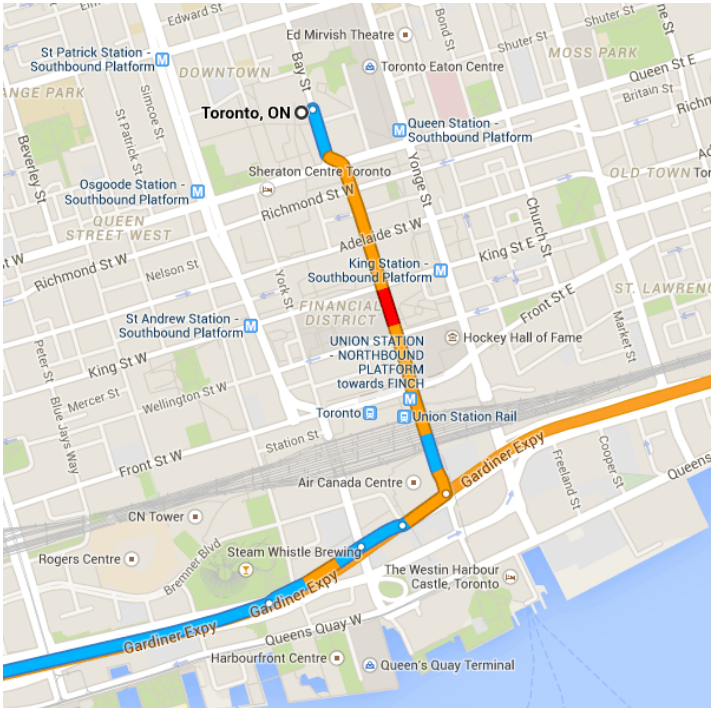 Edward St
Ed Mirvish Theatre
Bond St
Shuter St
Shuter St
St Patrick Station -
Southbound Platform
Bay St
MOSS PARK
DOWNTOWN
Toronto Eaton Centre
Queen St E
ANGE PARK
Simcoe St
Britain St
Toronto, ON
Richm
St Patrick St
Queen Station -
Southbound Platform
Beverley St
Sheraton Centre Toronto
Yonge St
OLD TOWN
Osgoode Station -
Southbound Platform
Richmond St W
Church St
QUEEN
STREET WEST
Adelaide St W
King St E
Richmond St W
Nelson St
King Station -
Southbound Platform
York St
FINANCIAL
DISTRICT
Front St E
ST. LAWRENC
St Andrew Station -
Southbound Platform
Market St
Peter St
King St W
UNION STATION
- NORTHBOUND
PLATFORM
towards FINCH
Hockey Hall of Fame
Mercer St
Wellington St W
Blue Jays Way
Toronto
Union Station Rail
Station St
Front St W
Gardiner Expy
Cooper St
Freeland St
Queens
Air Canada Centre
CN Tower
Rogers Centre
Bremner Blvd
Steam Whistle Brewing
The Westin Harbour
Castle, Toronto
Gardiner Expy
Gardiner Expy
Queens Quay W
Harbourfront Centre
Queen's Quay Terminal